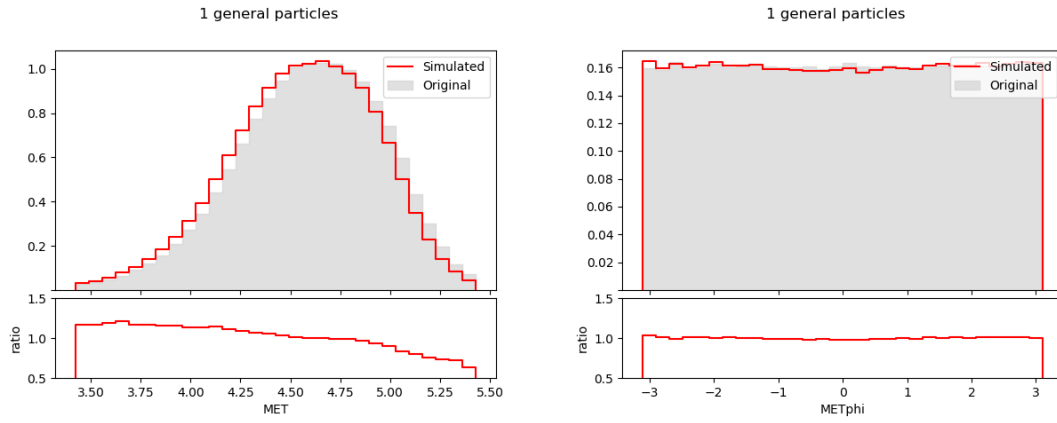 1 general particles
1.0
0.8
0.6
0.4
0.2
Simulated
Original
1.5
1.0
0.5
ratio
3.50 3.75 4.00 4.25 4.50 4.75 5.00 5.25 5.50
MET
1 general particles
0.16
0.14
0.12
0.10
0.08
0.06
0.04
0.02
Simulated
Original
1.5
1.0
0.5
ratio
−3 −2 −1 0 1 2 3
METphi